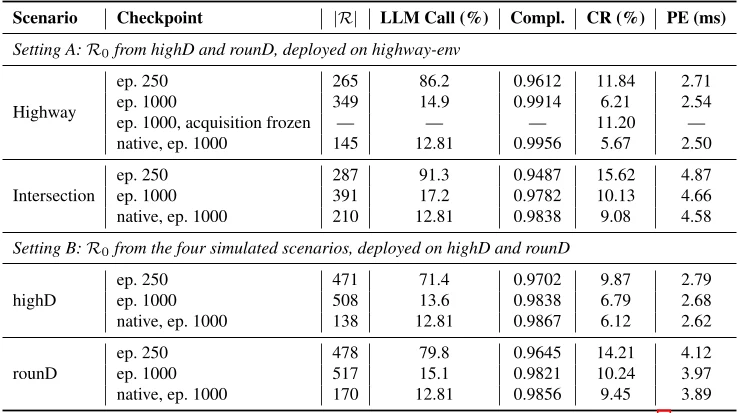 Scenario Checkpoint |R| LLM Call (%) Compl. CR (%) PE (ms)
Setting A: R0 from highD and rounD, deployed on highway-env
Highway
ep. 250 265 86.2 0.9612 11.84 2.71
ep. 1000 349 14.9 0.9914 6.21 2.54
ep. 1000, acquisition frozen — — — 11.20 —
native, ep. 1000 145 12.81 0.9956 5.67 2.50
Intersection
ep. 250 287 91.3 0.9487 15.62 4.87
ep. 1000 391 17.2 0.9782 10.13 4.66
native, ep. 1000 210 12.81 0.9838 9.08 4.58
Setting B: R0 from the four simulated scenarios, deployed on highD and rounD
highD
ep. 250 471 71.4 0.9702 9.87 2.79
ep. 1000 508 13.6 0.9838 6.79 2.68
native, ep. 1000 138 12.81 0.9867 6.12 2.62
rounD
ep. 250 478 79.8 0.9645 14.21 4.12
ep. 1000 517 15.1 0.9821 10.24 3.97
native, ep. 1000 170 12.81 0.9856 9.45 3.89